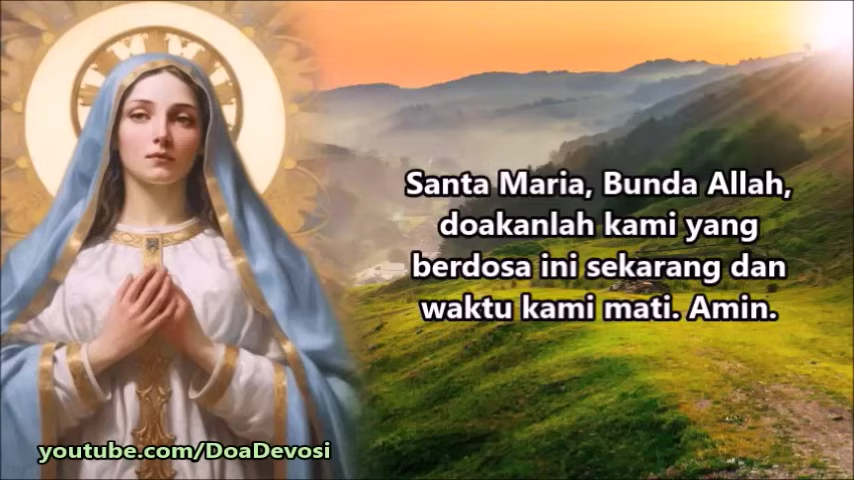 Santa Maria, Bunda Allah,
doakanlah kami yang
berdosa ini sekarang dan
waktu kami mati. Amin.
youtube.com/DoaDevosi